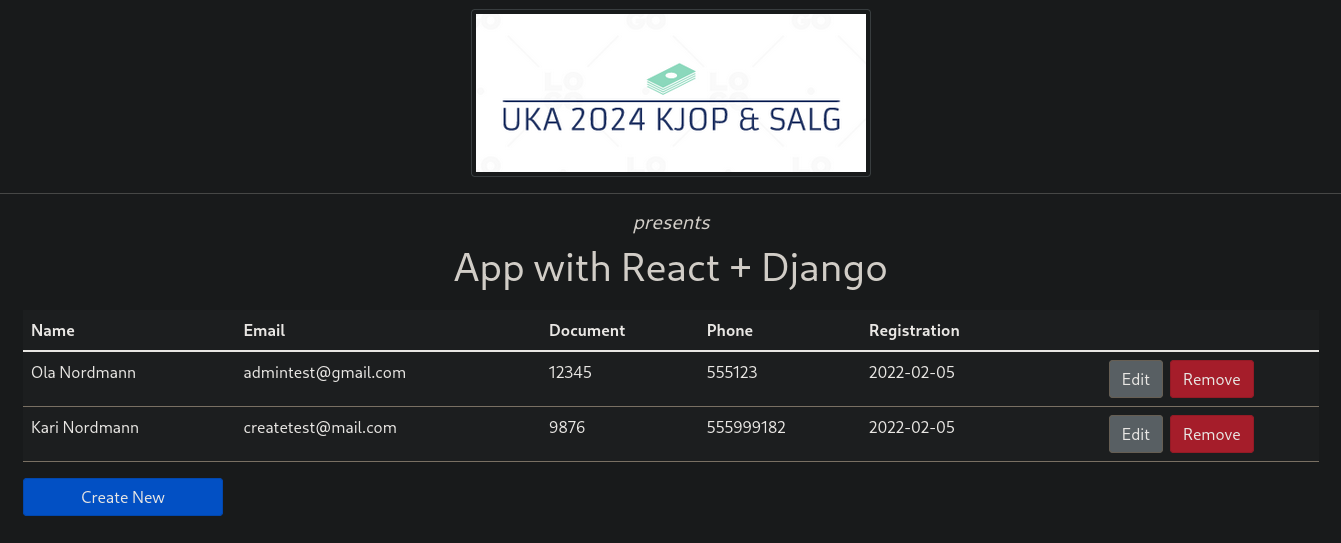 UKA 2024 KJOP & SALG
presents
App with React + Django
Name Email Document Phone Registration
Ola Nordmann admintest@gmail.com 12345 555123 2022-02-05 Edit Remove
Kari Nordmann createtest@mail.com 9876 555999182 2022-02-05 Edit Remove
Create New